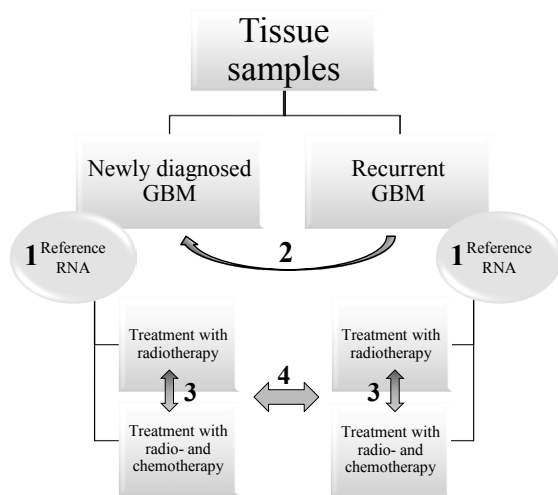 Tissue
samples
Newly diagnosed
GBM
Recurrent
GBM
1 Reference
RNA
2
1 Reference
RNA
Treatment with
radiotherapy
Treatment with
radiotherapy
3
4
3
Treatment with
radio- and
chemotherapy
Treatment with
radio- and
chemotherapy